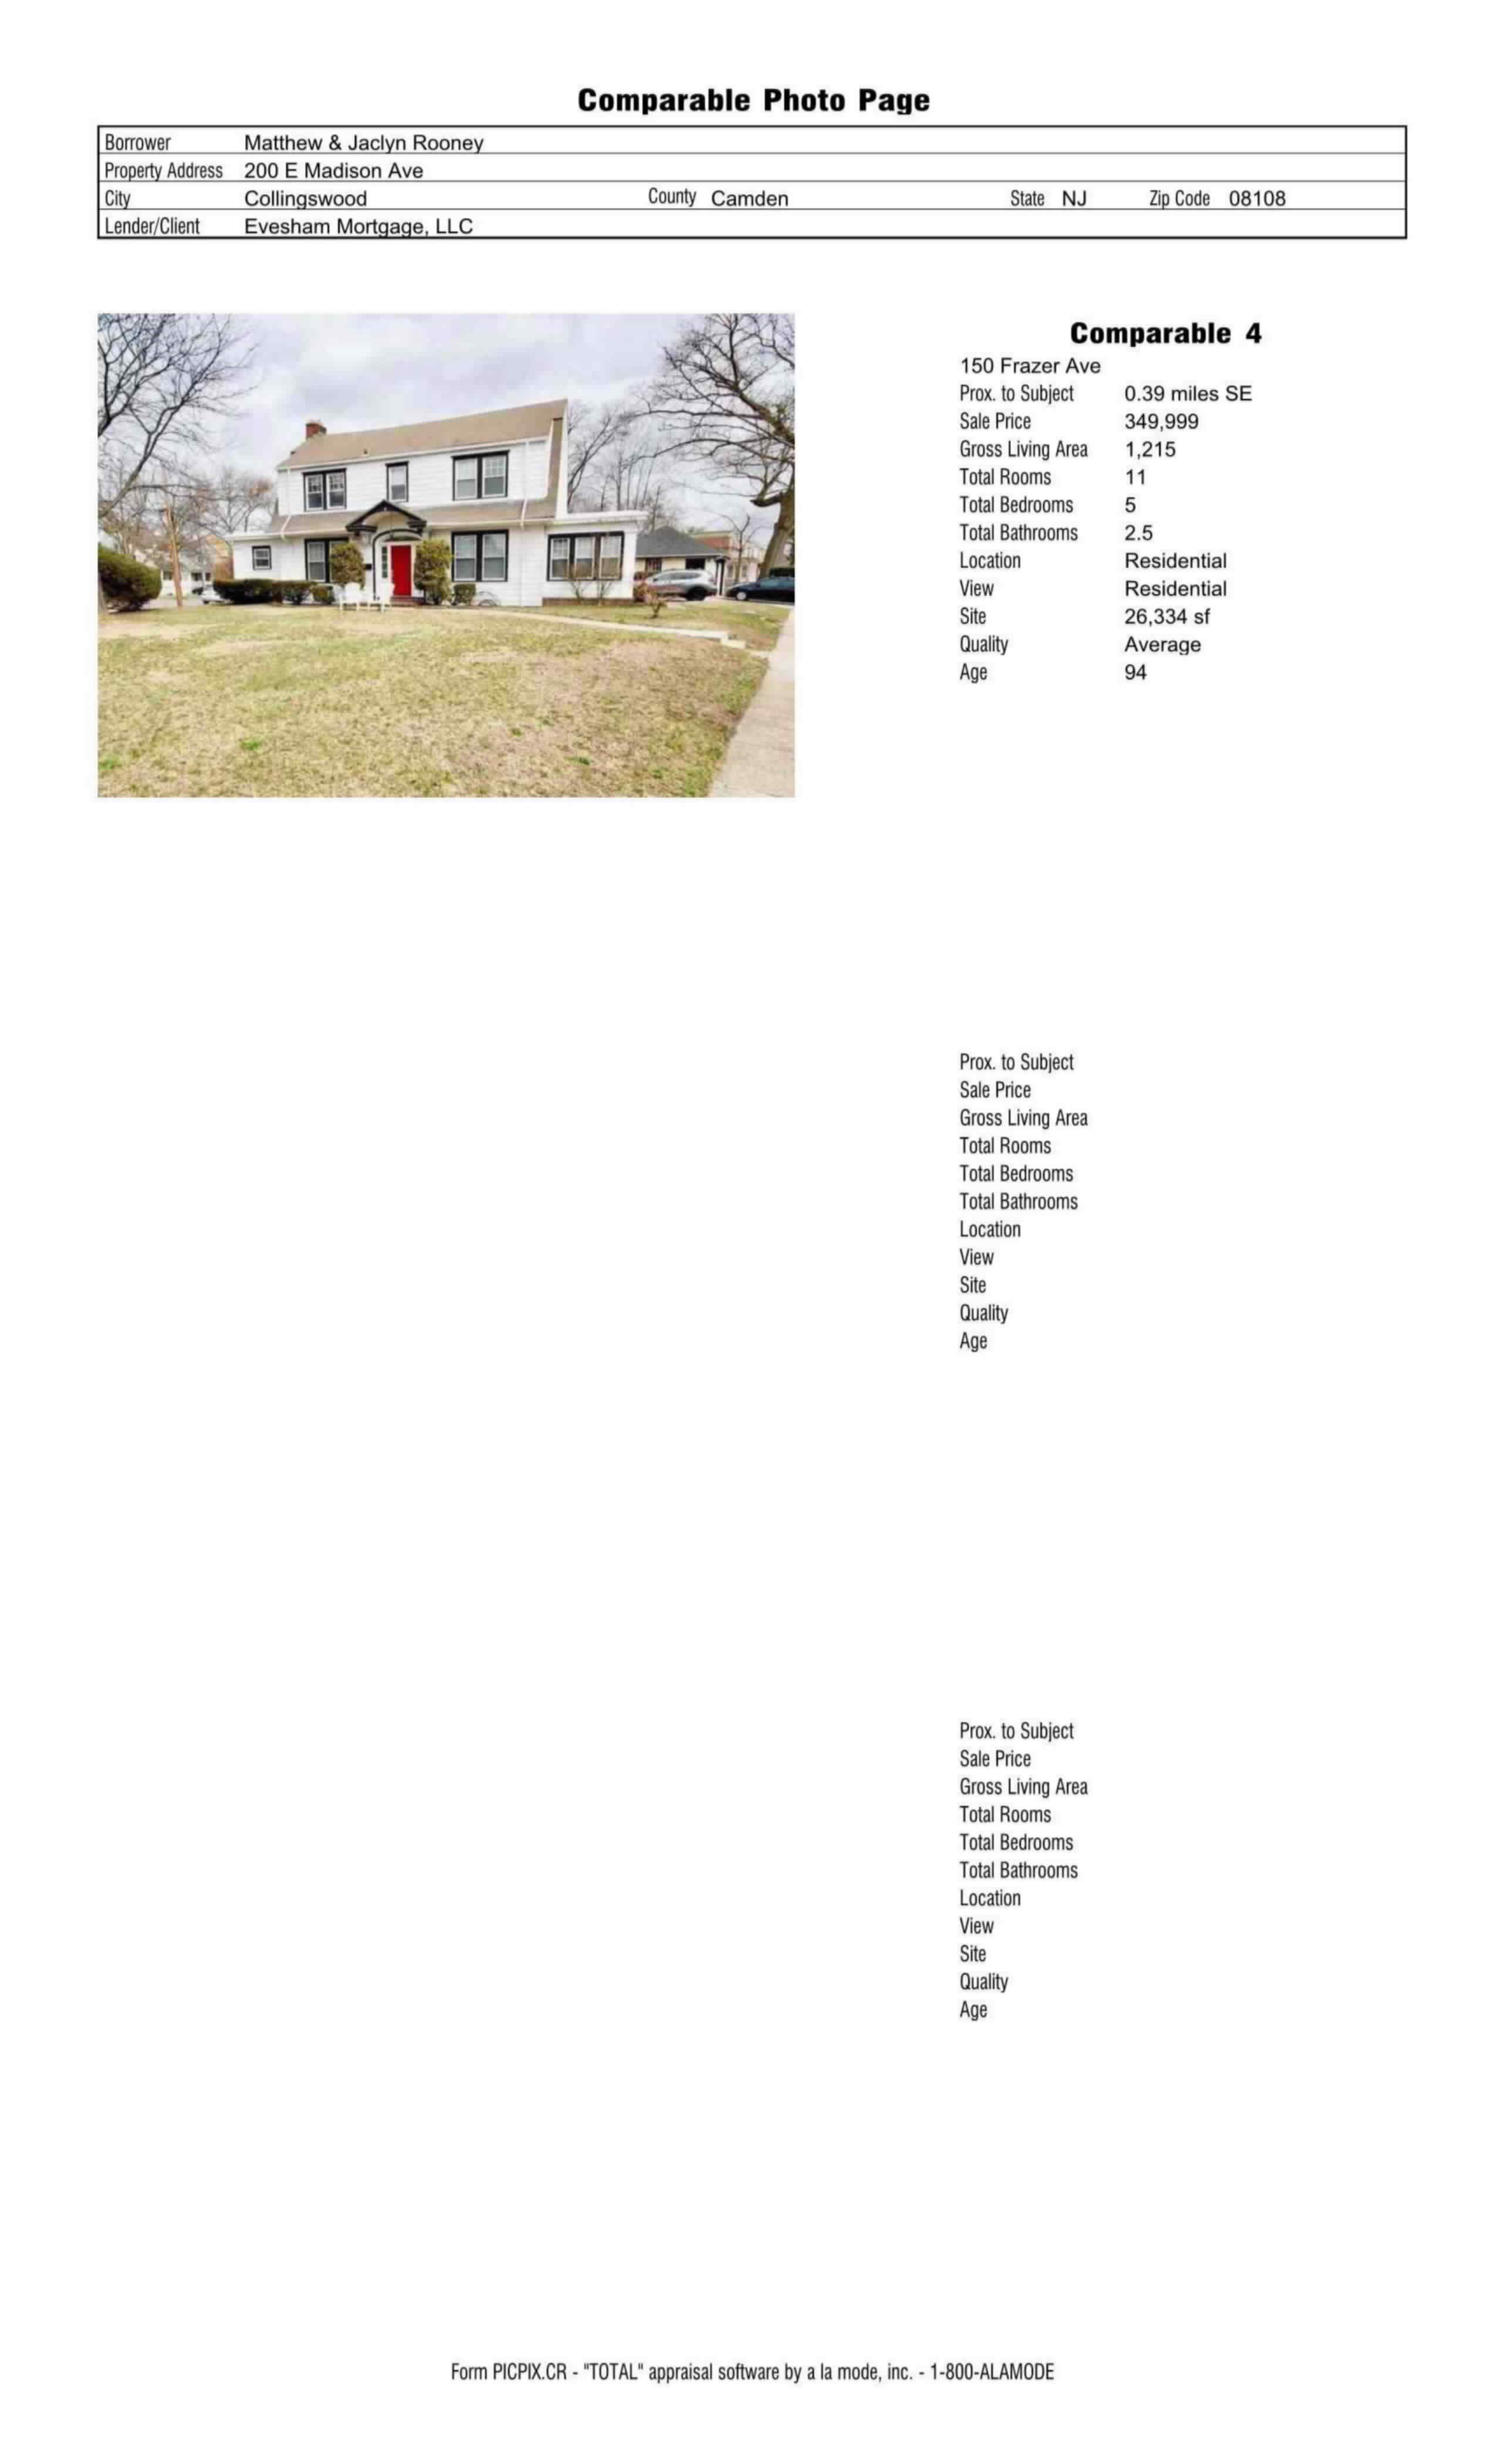 Comparable Photo Page
Borrower Matthew & Jaclyn Rooney
Property Address 200 E Madison Ave
City Collingswood County Camden State NJ Zip Code 08108
Lender/Client Evesham Mortgage, LLC
Comparable 4
150 Frazer Ave
Prox. to Subject 0.39 miles SE
Sale Price 349,999
Gross Living Area 1,215
Total Rooms 11
Total Bedrooms 5
Total Bathrooms 2.5
Location Residential
View Residential
Site 26,334 sf
Quality Average
Age 94
Prox. to Subject
Sale Price
Gross Living Area
Total Rooms
Total Bedrooms
Total Bathrooms
Location
View
Site
Quality
Age
Prox. to Subject
Sale Price
Gross Living Area
Total Rooms
Total Bedrooms
Total Bathrooms
Location
View
Site
Quality
Age
Form PICPIX.CR - "TOTAL" appraisal software by a la mode, inc. - 1-800-ALAMODE